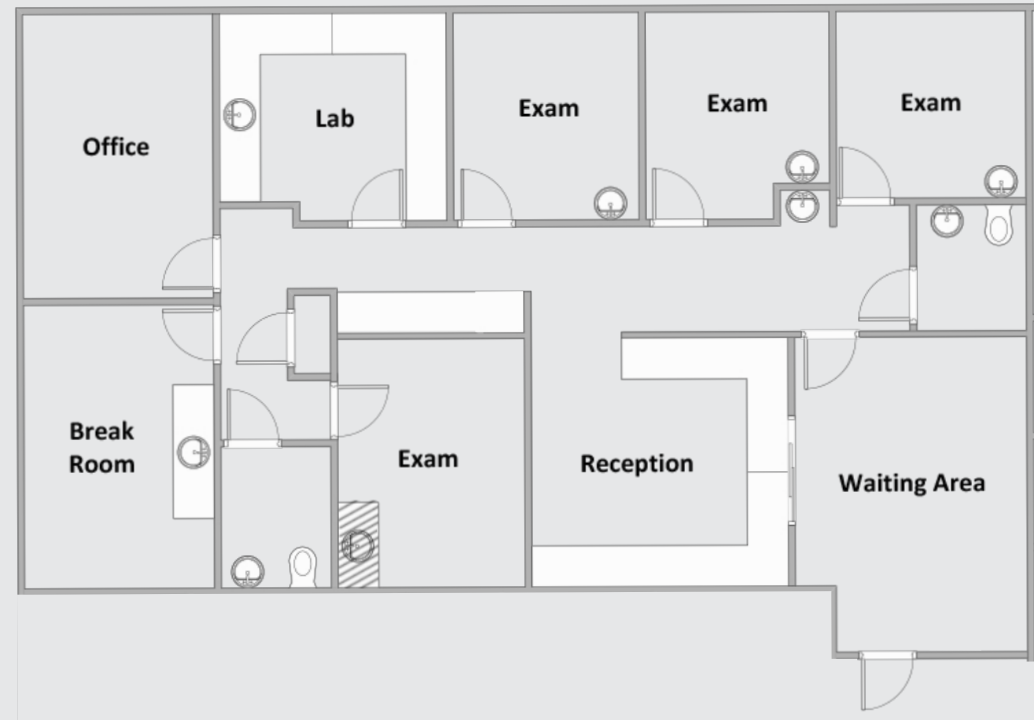 Office
Lab
Exam
Exam
Exam
Break
Room
Exam
Reception
Waiting Area